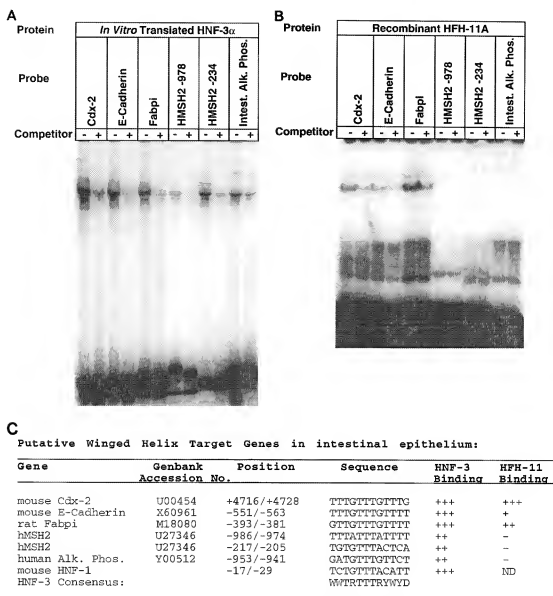 A
Protein
In Vitro Translated HNF-3α
Probe
Cdx-2
E-Cadherin
Fabpi
HMSH2 -978
HMSH2 -234
Intest. Alk. Phos.
Competitor - + - + - + - + - + - +
B
Protein
Recombinant HFH-11A
Probe
Cdx-2
E-Cadherin
Fabpi
HMSH2 -978
HMSH2 -234
Intest. Alk. Phos.
Competitor - + - + - + - + - + - +
C
Putative Winged Helix Target Genes in intestinal epithelium:
Gene Genbank Accession No. Position Sequence HNF-3 Binding HFH-11 Binding
mouse Cdx-2 U00454 +4716/+4728 TTTGTTTGTTTG +++ +++
mouse E-Cadherin X60961 -551/-563 TTTGTTTGTTTT +++ +
rat Fabpi M18080 -393/-381 GTTGTTTGTTTT +++ ++
hMSH2 U27346 -986/-974 TTTATTTATTTT ++ -
hMSH2 U27346 -217/-205 TGTGTTTACTCA ++ -
human Alk. Phos. Y00512 -953/-941 GATGTTTGTTCT ++ -
mouse HNF-1 -17/-29 TCTGTTTACATT +++ ND
HNF-3 Consensus: WWTRTTTRYWYD